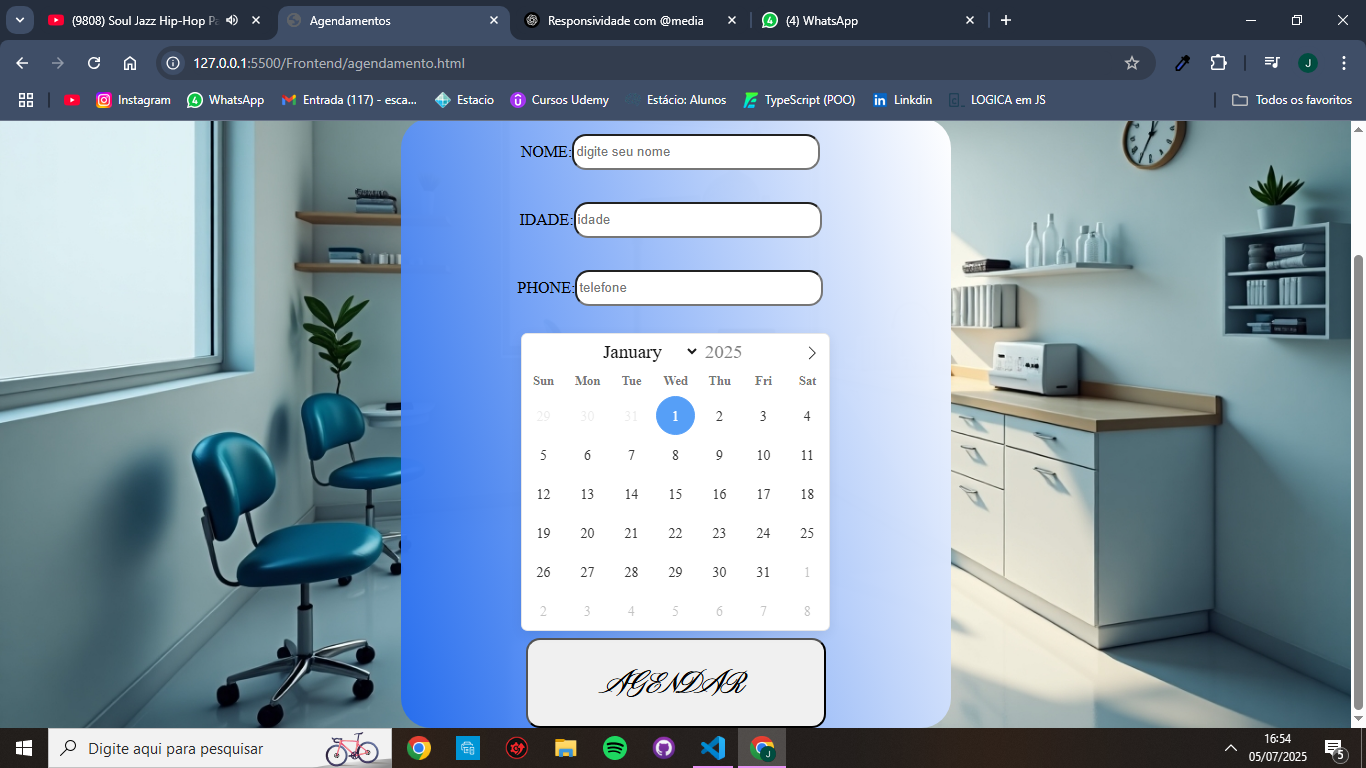 (9808) Soul Jazz Hip-Hop Pa
Agendamentos
Responsividade com @media
(4) WhatsApp
127.0.0.1:5500/Frontend/agendamento.html
J
Instagram
4 WhatsApp
Entrada (117) - esca...
Estacio
Cursos Udemy
Estácio: Alunos
TypeScript (POO)
Linkdin
LOGICA em JS
Todos os favoritos
NOME: digite seu nome
IDADE: idade
PHONE: telefone
January 2025
Sun Mon Tue Wed Thu Fri Sat
29 30 31 1 2 3 4
5 6 7 8 9 10 11
12 13 14 15 16 17 18
19 20 21 22 23 24 25
26 27 28 29 30 31 1
2 3 4 5 6 7 8
AGENDAR
Digite aqui para pesquisar
16:54
05/07/2025
5